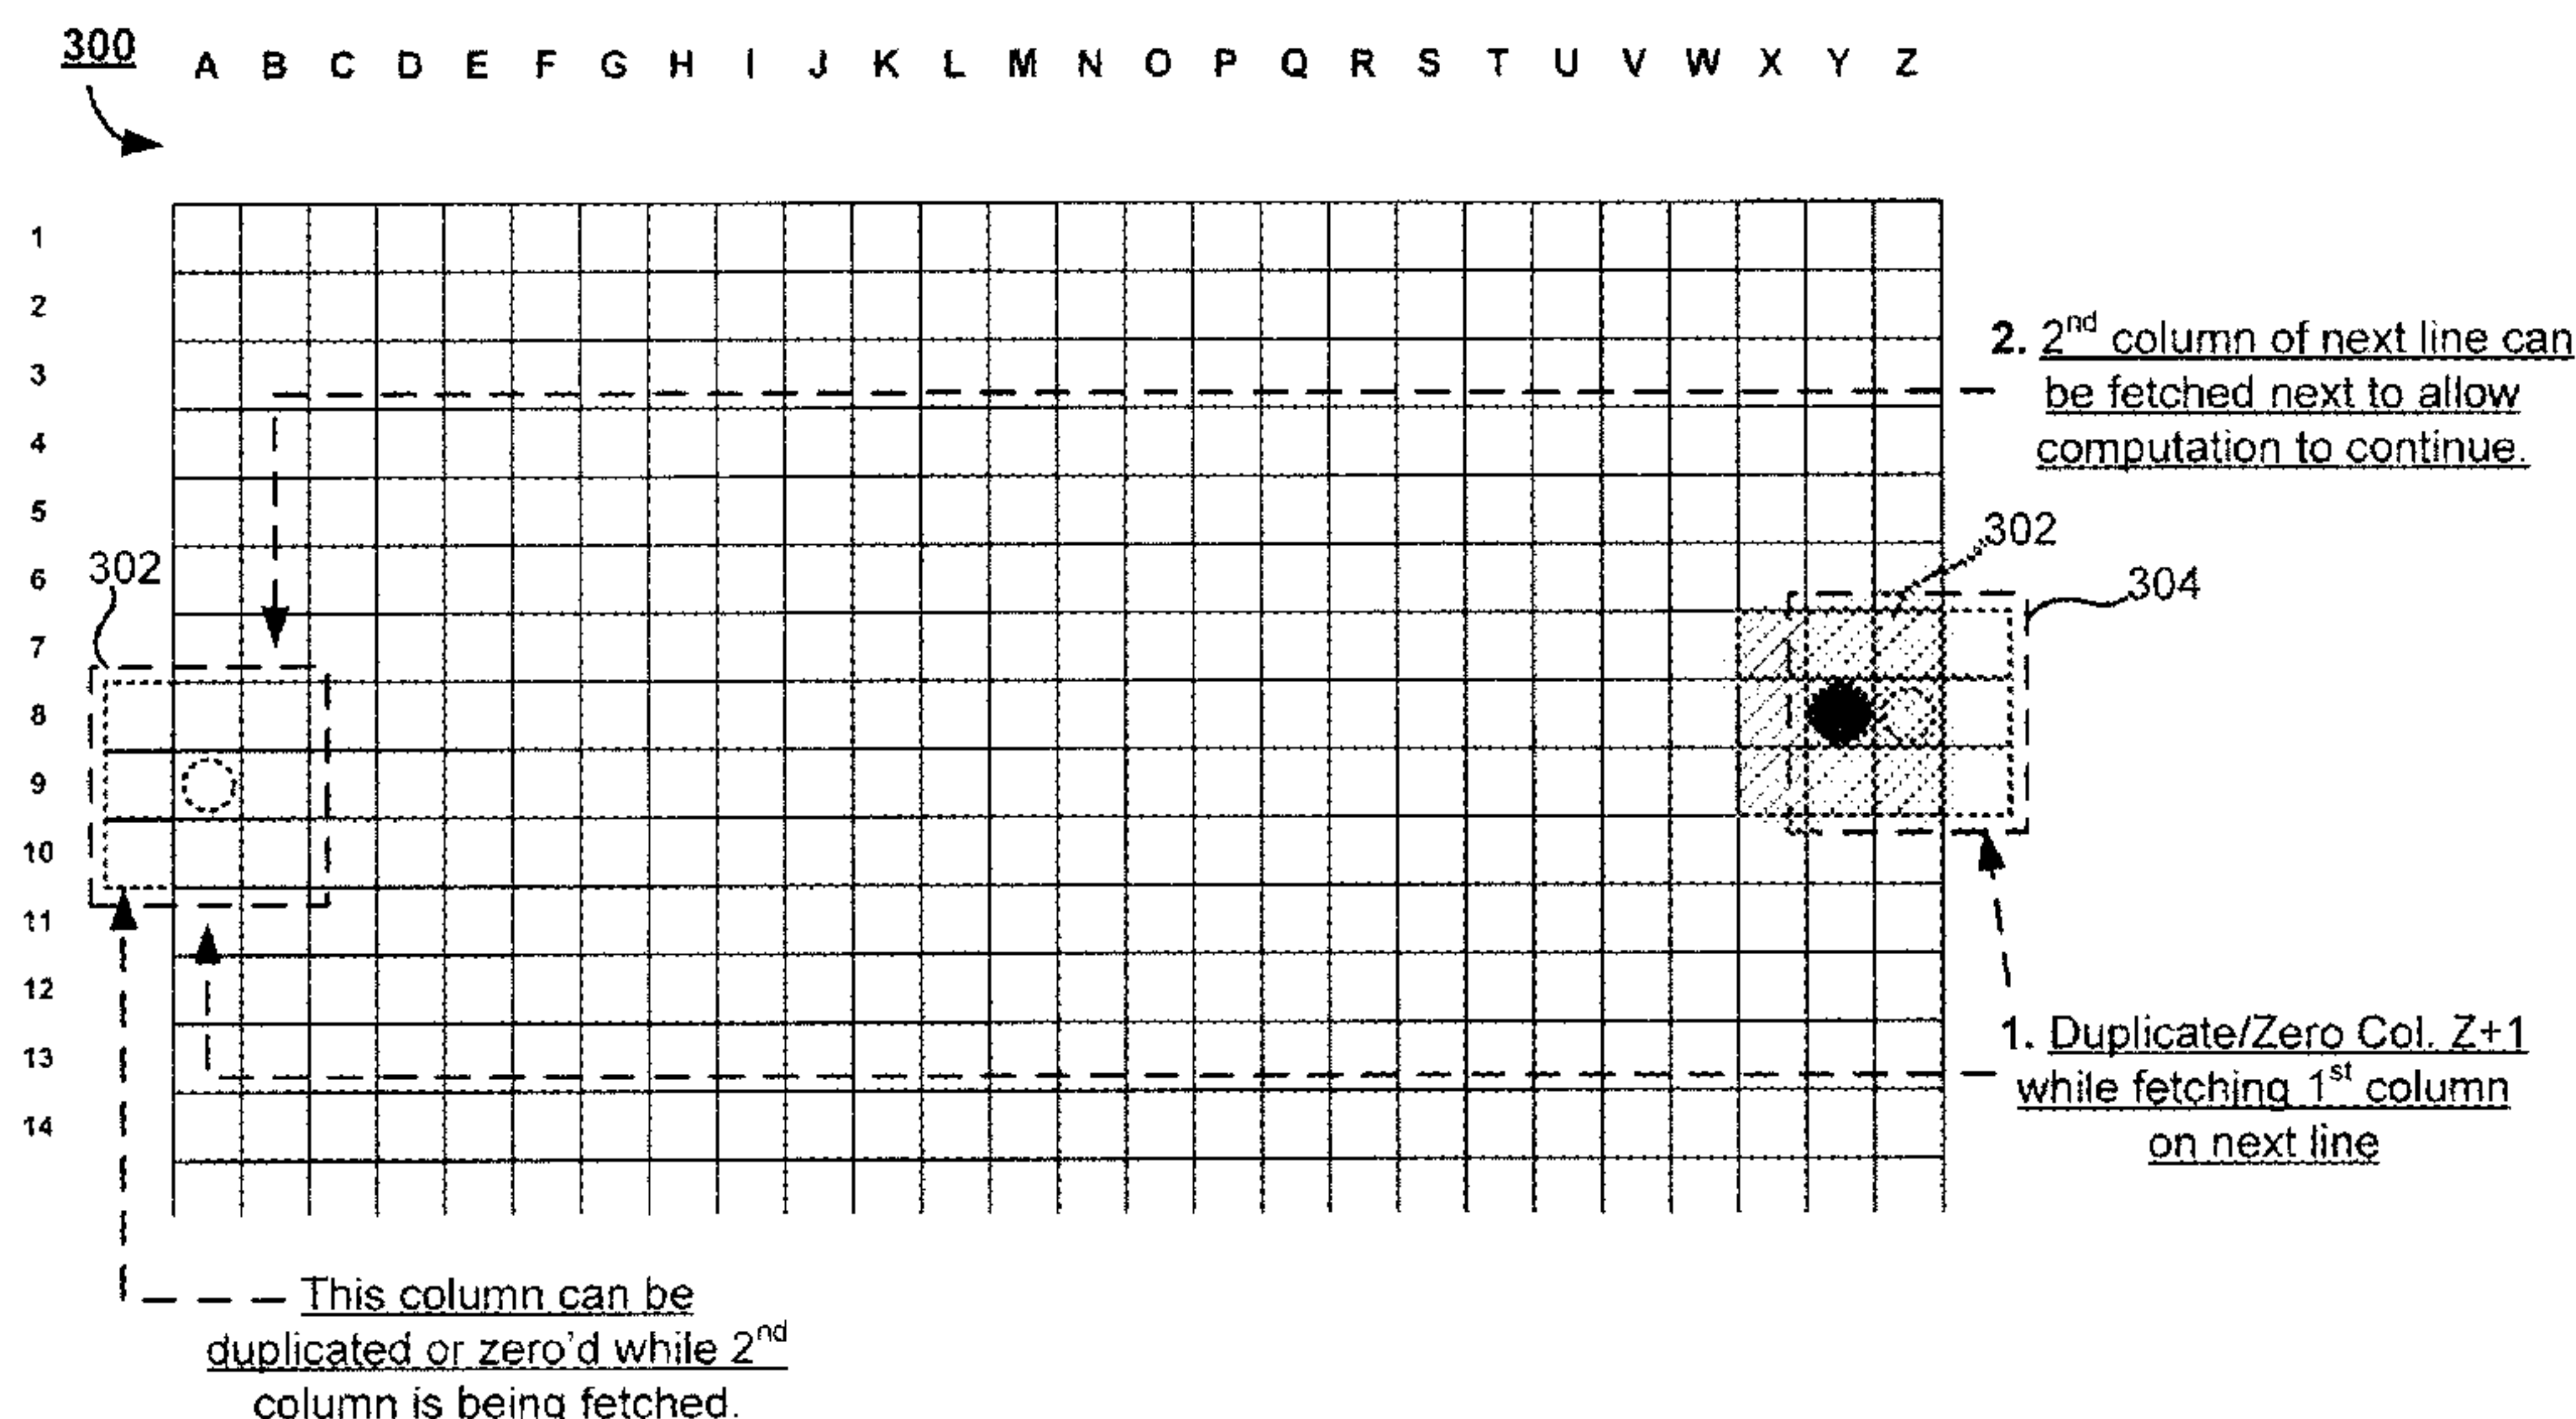 300
A B C D E F G H I J K L M N O P Q R S T U V W X Y Z
1
2
3
4
5
6
7
8
9
10
11
12
13
14
2. 2nd column of next line can
be fetched next to allow
computation to continue.
302
302
304
1. Duplicate/Zero Col. Z+1
while fetching 1st column
on next line
This column can be
duplicated or zero'd while 2nd
column is being fetched.